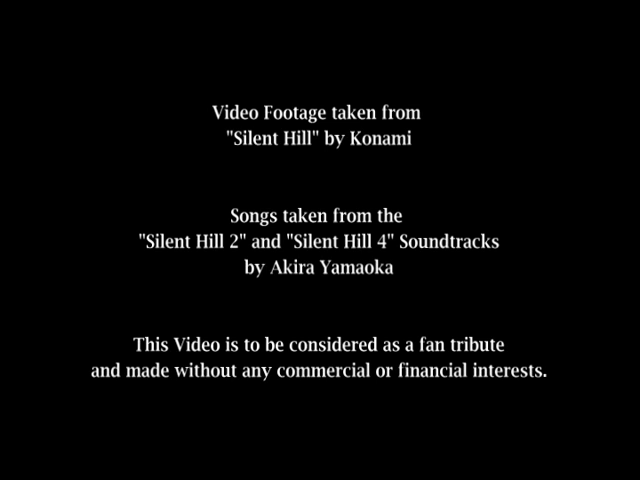 Video Footage taken from
"Silent Hill" by Konami
Songs taken from the
"Silent Hill 2" and "Silent Hill 4" Soundtracks
by Akira Yamaoka
This Video is to be considered as a fan tribute
and made without any commercial or financial interests.